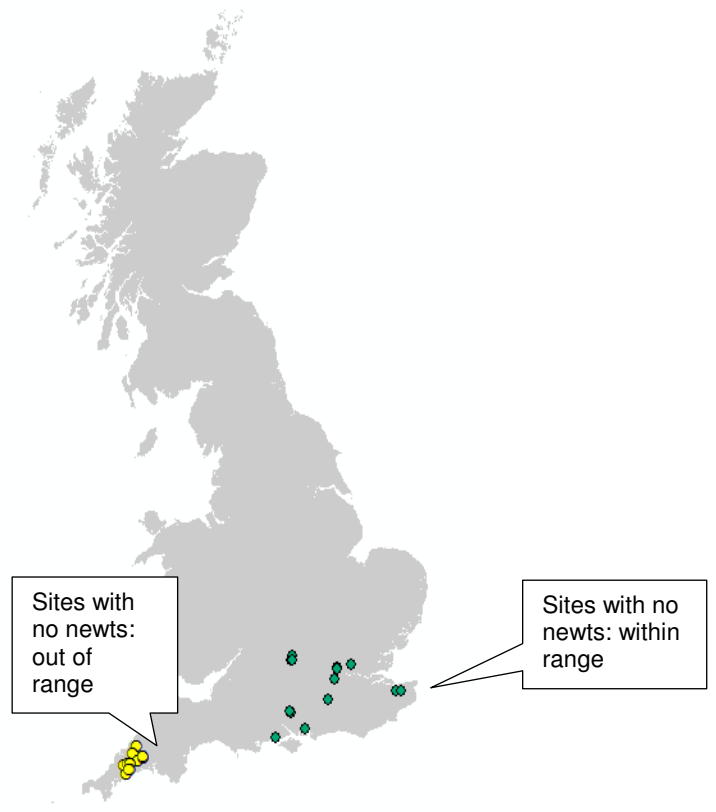 Sites with
no newts:
out of
range
Sites with no
newts: within
range